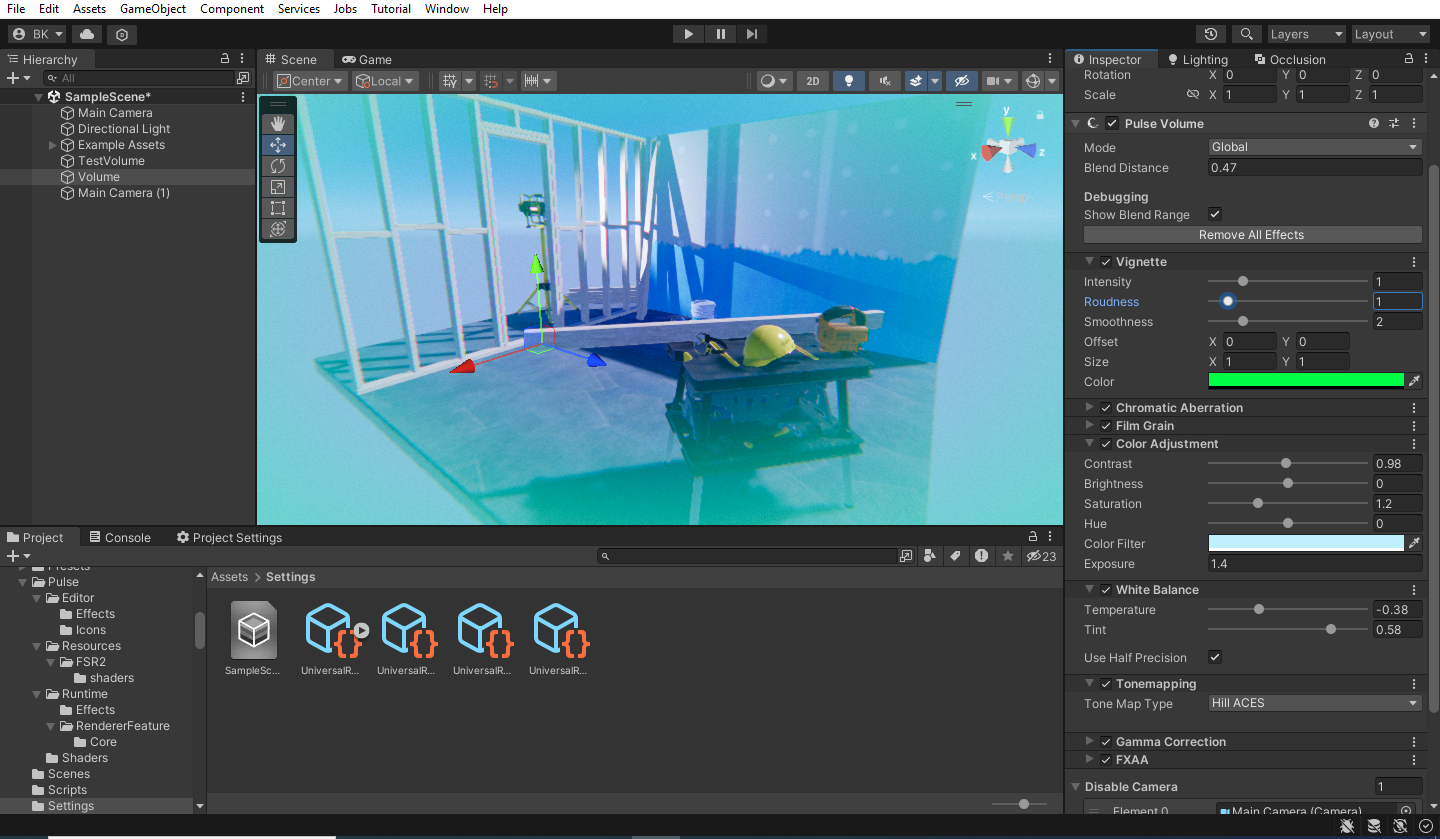 File Edit Assets GameObject Component Services Jobs Tutorial Window Help
BK Layers Layout
Hierarchy
All
SampleScene*
Main Camera
Directional Light
Example Assets
TestVolume
Volume
Main Camera (1)
Scene Game
Center Local 2D
y
x
z
Persp
Inspector Lighting Occlusion
Rotation X 0 Y 0 Z 0
Scale X 1 Y 1 Z 1
Pulse Volume
Mode Global
Blend Distance 0.47
Debugging
Show Blend Range
Remove All Effects
Vignette
Intensity 1
Roudness 1
Smoothness 2
Offset X 0 Y 0
Size X 1 Y 1
Color
Chromatic Aberration
Film Grain
Color Adjustment
Contrast 0.98
Brightness 0
Saturation 1.2
Hue 0
Color Filter
Exposure 1.4
White Balance
Temperature -0.38
Tint 0.58
Use Half Precision
Tonemapping
Tone Map Type Hill ACES
Gamma Correction
FXAA
Disable Camera 1
Element 0 Main Camera (Camera)
Project Console Project Settings
23
Presets
Pulse
Editor
Effects
Icons
Resources
FSR2
shaders
Runtime
Effects
RendererFeature
Core
Shaders
Scenes
Scripts
Settings
Assets > Settings
SampleSc... UniversalR... UniversalR... UniversalR... UniversalR...